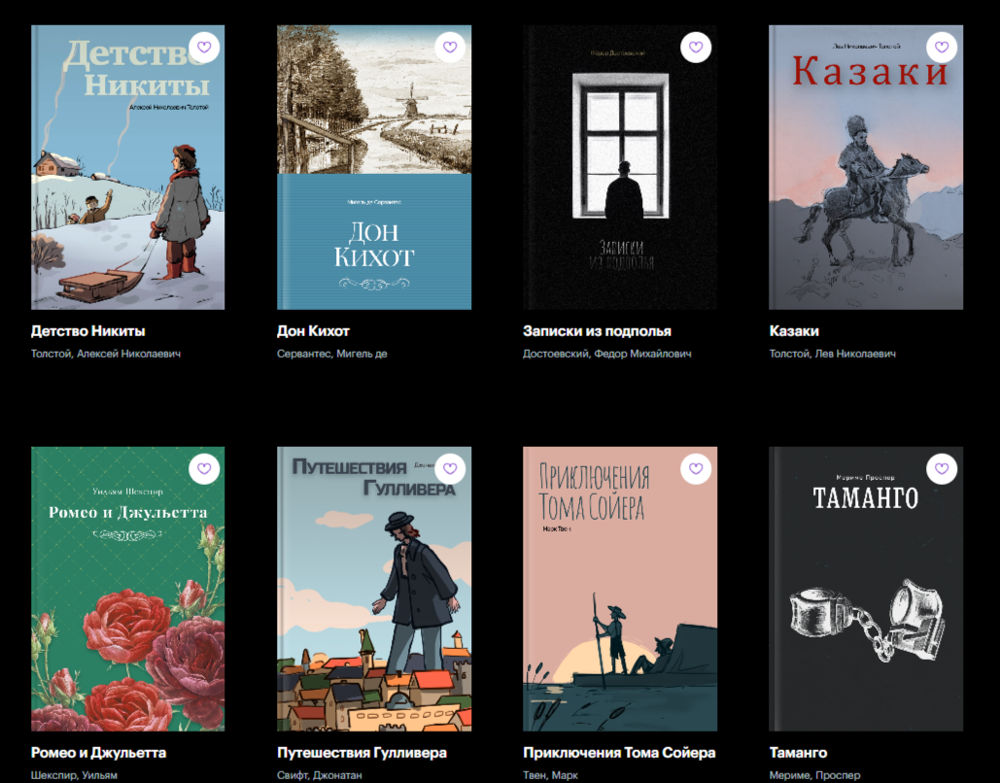 Детство
Никиты
Алексей Николаевич Толстой
Мигель де Сервантес
Дон
Кихот
Федор Достоевский
Записки
из подполья
Лев Николаевич Толстой
Казаки
Детство Никиты
Толстой, Алексей Николаевич
Дон Кихот
Сервантес, Мигель де
Записки из подполья
Достоевский, Федор Михайлович
Казаки
Толстой, Лев Николаевич
Уильям Шекспир
Ромео и Джульетта
Путешествия
Гулливера
Приключения
Тома Сойера
Марк Твен
Мериме Проспер
ТАМАНГО
Ромео и Джульетта
Шекспир, Уильям
Путешествия Гулливера
Свифт, Джонатан
Приключения Тома Сойера
Твен, Марк
Таманго
Мериме, Проспер